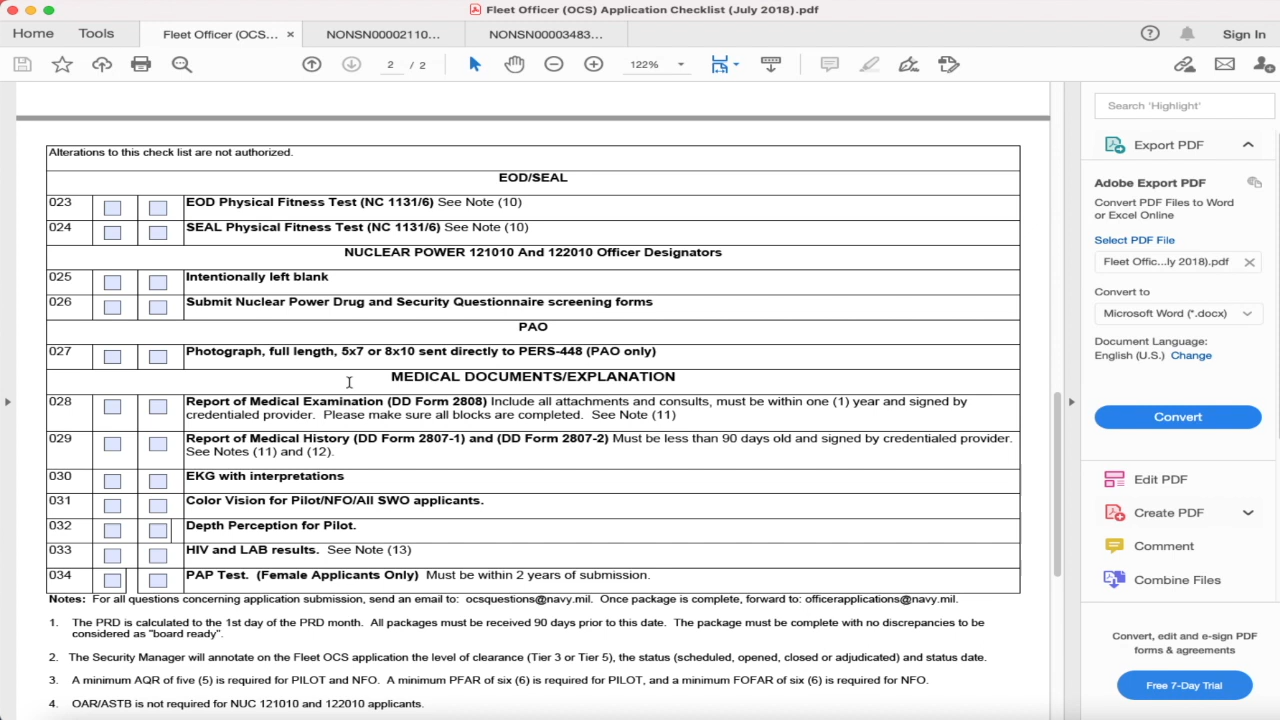 Fleet Officer (OCS) Application Checklist (July 2018).pdf
Home Tools Fleet Officer (OCS... × NONSN00002110... NONSN00003483... Sign In
2 / 2 122%
Alterations to this check list are not authorized.
EOD/SEAL
023 EOD Physical Fitness Test (NC 1131/6) See Note (10)
024 SEAL Physical Fitness Test (NC 1131/6) See Note (10)
NUCLEAR POWER 121010 And 122010 Officer Designators
025 Intentionally left blank
026 Submit Nuclear Power Drug and Security Questionnaire screening forms
PAO
027 Photograph, full length, 5x7 or 8x10 sent directly to PERS-448 (PAO only)
MEDICAL DOCUMENTS/EXPLANATION
028 Report of Medical Examination (DD Form 2808) Include all attachments and consults, must be within one (1) year and signed by
credentialed provider. Please make sure all blocks are completed. See Note (11)
029 Report of Medical History (DD Form 2807-1) and (DD Form 2807-2) Must be less than 90 days old and signed by credentialed provider.
See Notes (11) and (12).
030 EKG with interpretations
031 Color Vision for Pilot/NFO/All SWO applicants.
032 Depth Perception for Pilot.
033 HIV and LAB results. See Note (13)
034 PAP Test. (Female Applicants Only) Must be within 2 years of submission.
Notes: For all questions concerning application submission, send an email to: ocsquestions@navy.mil. Once package is complete, forward to: officerapplications@navy.mil.
1. The PRD is calculated to the 1st day of the PRD month. All packages must be received 90 days prior to this date. The package must be complete with no discrepancies to be
considered as "board ready".
2. The Security Manager will annotate on the Fleet OCS application the level of clearance (Tier 3 or Tier 5), the status (scheduled, opened, closed or adjudicated) and status date.
3. A minimum AQR of five (5) is required for PILOT and NFO. A minimum PFAR of six (6) is required for PILOT, and a minimum FOFAR of six (6) is required for NFO.
4. OAR/ASTB is not required for NUC 121010 and 122010 applicants.
Search 'Highlight'
Export PDF
Adobe Export PDF
Convert PDF Files to Word
or Excel Online
Select PDF File
Fleet Offic...ly 2018).pdf
Convert to
Microsoft Word (*.docx)
Document Language:
English (U.S.) Change
Convert
Edit PDF
Create PDF
Comment
Combine Files
Convert, edit and e-sign PDF
forms & agreements
Free 7-Day Trial